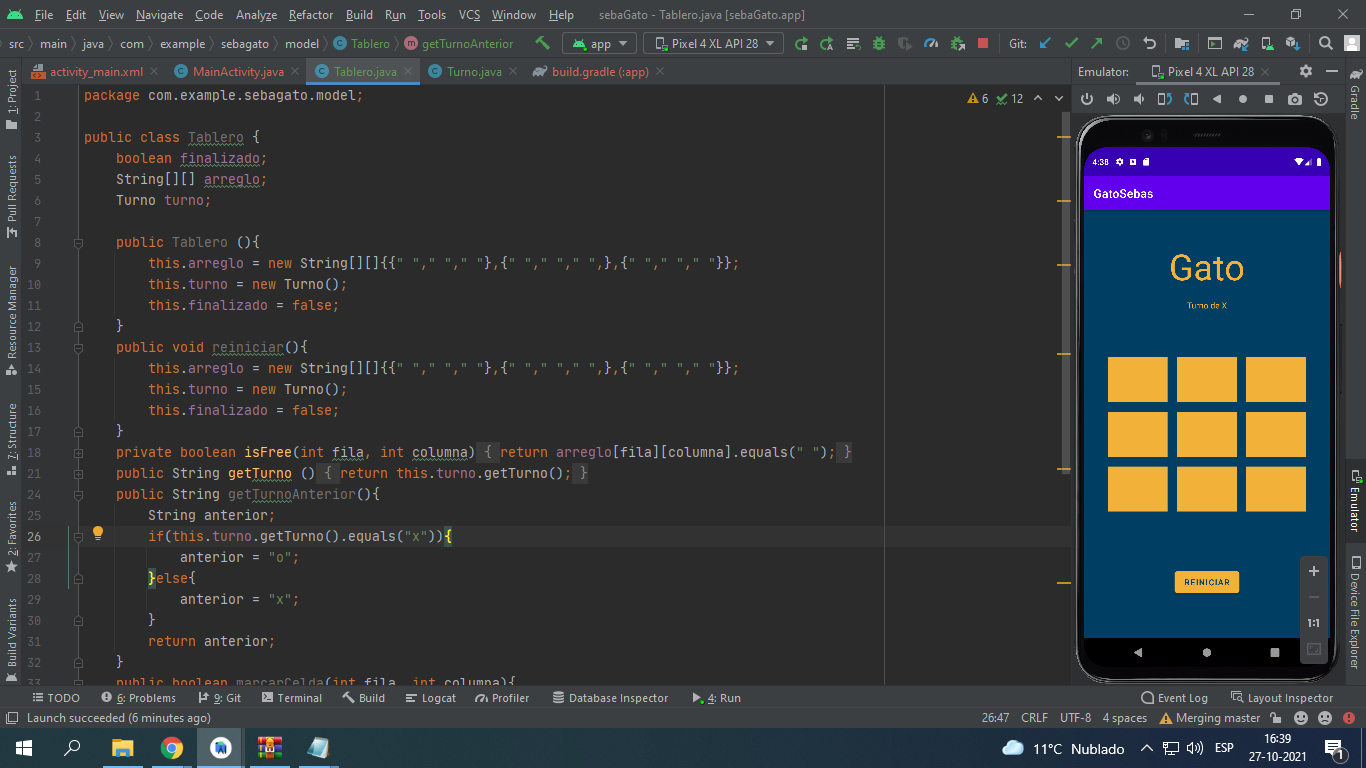 File Edit View Navigate Code Analyze Refactor Build Run Tools VCS Window Help sebaGato - Tablero.java [sebaGato.app]
src main java com example sebagato model Tablero getTurnoAnterior app Pixel 4 XL API 28 Git:
activity_main.xml MainActivity.java Tablero.java Turno.java build.gradle (:app) Emulator: Pixel 4 XL API 28
1: Project
Pull Requests
Resource Manager
7: Structure
2: Favorites
Build Variants
6 12
1 package com.example.sebagato.model;
2
3 public class Tablero {
4 boolean finalizado;
5 String[][] arreglo;
6 Turno turno;
7
8 public Tablero (){
9 this.arreglo = new String[][]{{" "," "," "},{" "," "," ",},{" "," "," "}};
10 this.turno = new Turno();
11 this.finalizado = false;
12 }
13 public void reiniciar(){
14 this.arreglo = new String[][]{{" "," "," "},{" "," "," ",},{" "," "," "}};
15 this.turno = new Turno();
16 this.finalizado = false;
17 }
18 private boolean isFree(int fila, int columna) { return arreglo[fila][columna].equals(" "); }
21 public String getTurno () { return this.turno.getTurno(); }
24 public String getTurnoAnterior(){
25 String anterior;
26 if(this.turno.getTurno().equals("x")){
27 anterior = "o";
28 }else{
29 anterior = "x";
30 }
31 return anterior;
32 }
33 public boolean marcarCelda(int fila, int columna){
4:38
GatoSebas
Gato
Turno de X
REINICIAR
1:1
Gradle
Emulator
Device File Explorer
TODO 6: Problems 9: Git Terminal Build Logcat Profiler Database Inspector 4: Run Event Log Layout Inspector
Launch succeeded (6 minutes ago) 26:47 CRLF UTF-8 4 spaces Merging master
11°C Nublado ESP 16:39
27-10-2021 1